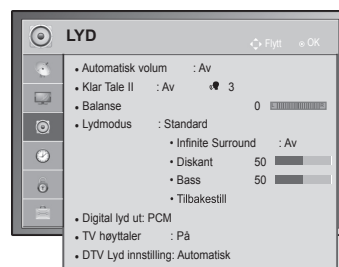 LYD
Flytt OK
• Automatisk volum : Av
• Klar Tale II : Av 3
• Balanse 0
• Lydmodus : Standard
• Infinite Surround : Av
• Diskant 50
• Bass 50
• Tilbakestill
• Digital lyd ut: PCM
• TV høyttaler : På
• DTV Lyd innstilling: Automatisk